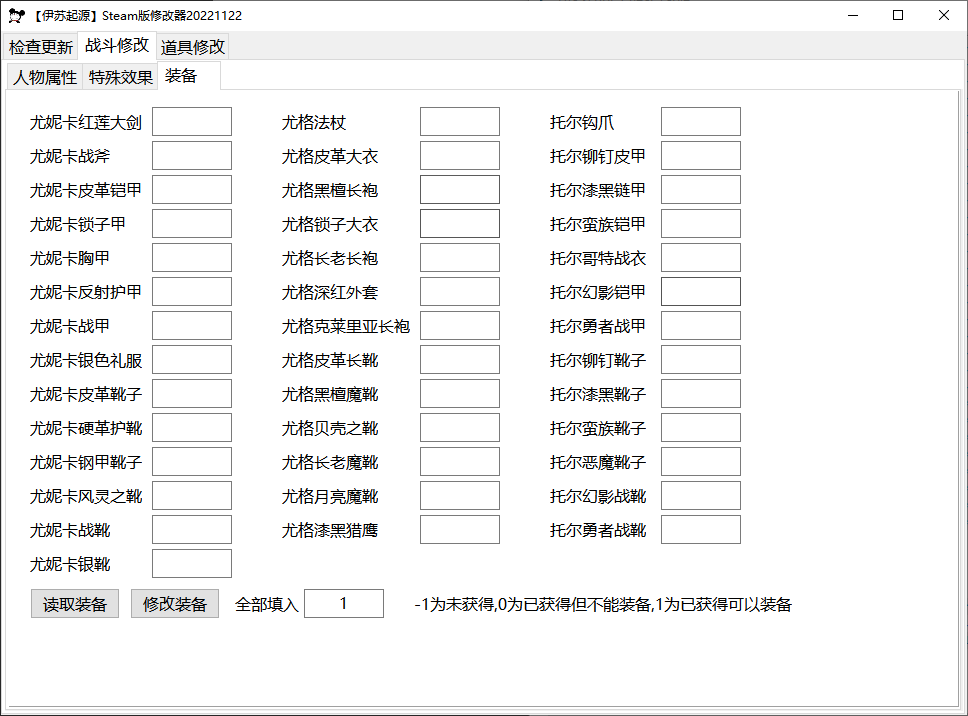 【伊苏起源】Steam版修改器20221122
检查更新 战斗修改 道具修改
人物属性 特殊效果 装备
尤妮卡红莲大剑 尤格法杖 托尔钩爪
尤妮卡战斧 尤格皮革大衣 托尔铆钉皮甲
尤妮卡皮革铠甲 尤格黑檀长袍 托尔漆黑链甲
尤妮卡锁子甲 尤格锁子大衣 托尔蛮族铠甲
尤妮卡胸甲 尤格长老长袍 托尔哥特战衣
尤妮卡反射护甲 尤格深红外套 托尔幻影铠甲
尤妮卡战甲 尤格克莱里亚长袍 托尔勇者战甲
尤妮卡银色礼服 尤格皮革长靴 托尔铆钉靴子
尤妮卡皮革靴子 尤格黑檀魔靴 托尔漆黑靴子
尤妮卡硬革护靴 尤格贝壳之靴 托尔蛮族靴子
尤妮卡钢甲靴子 尤格长老魔靴 托尔恶魔靴子
尤妮卡风灵之靴 尤格月亮魔靴 托尔幻影战靴
尤妮卡战靴 尤格漆黑猎鹰 托尔勇者战靴
尤妮卡银靴
读取装备 修改装备 全部填入 1 -1为未获得,0为已获得但不能装备,1为已获得可以装备